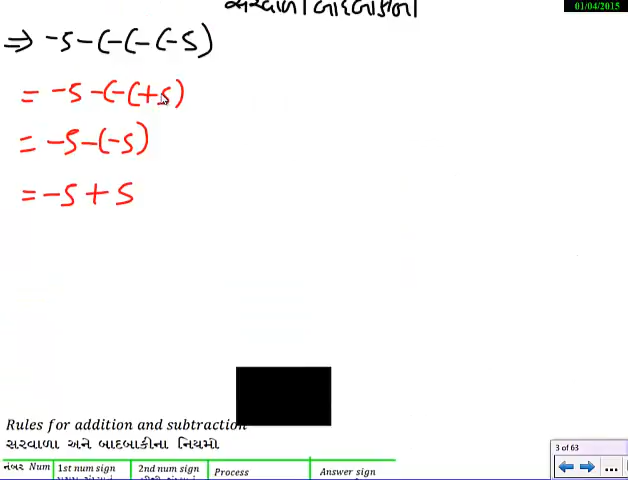 01/04/2015
⇒ -5-(-(-(-5)
= -5-(-(+5)
= -5-(-5)
= -5+5
Rules for addition and subtraction
સરવાળા અને બાદબાકીના નિયમો
નંબર Num 1st num sign 2nd num sign Process Answer sign
3 of 63